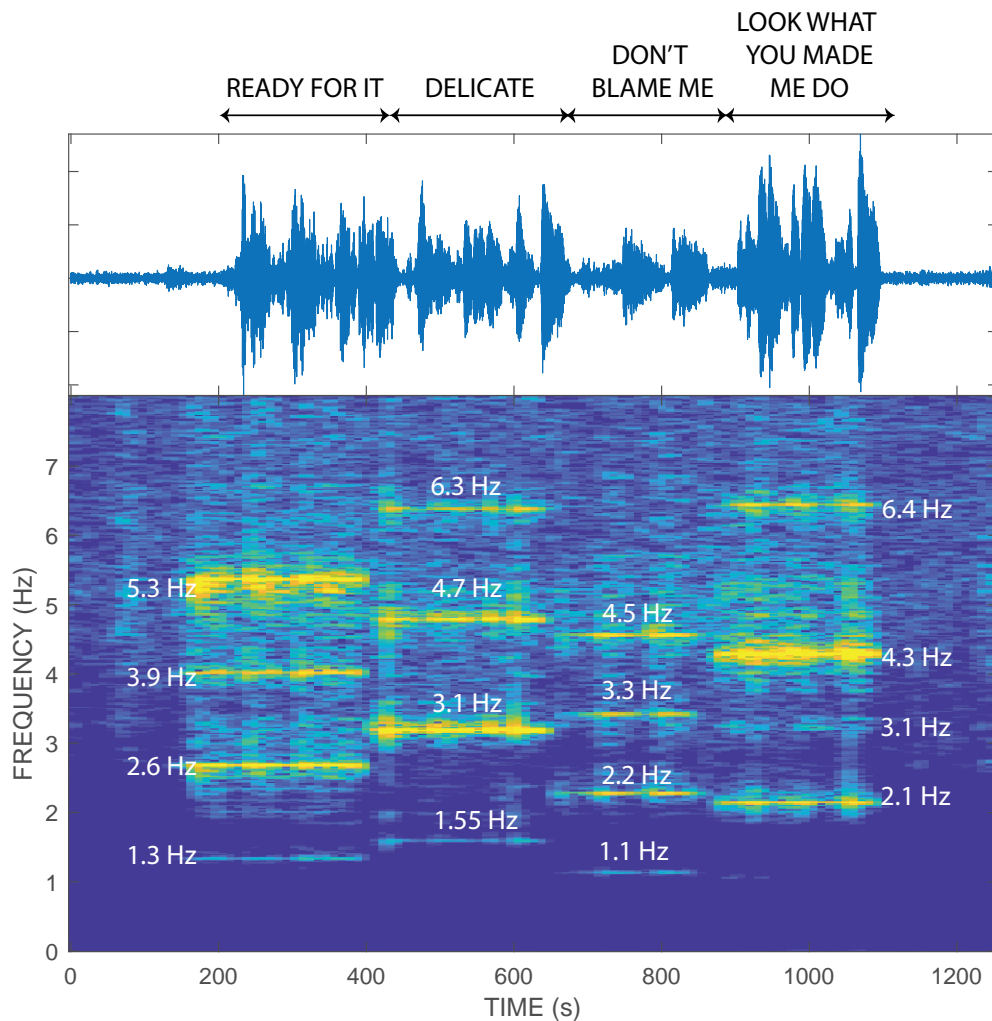 LOOK WHAT
YOU MADE
ME DO
DON'T
BLAME ME
READY FOR IT
DELICATE
7
6
5
4
3
2
1
0
FREQUENCY (Hz)
6.3 Hz
6.4 Hz
5.3 Hz
4.7 Hz
4.5 Hz
4.3 Hz
3.9 Hz
3.1 Hz
3.3 Hz
3.1 Hz
2.6 Hz
2.2 Hz
2.1 Hz
1.55 Hz
1.3 Hz
1.1 Hz
0 200 400 600 800 1000 1200
TIME (s)